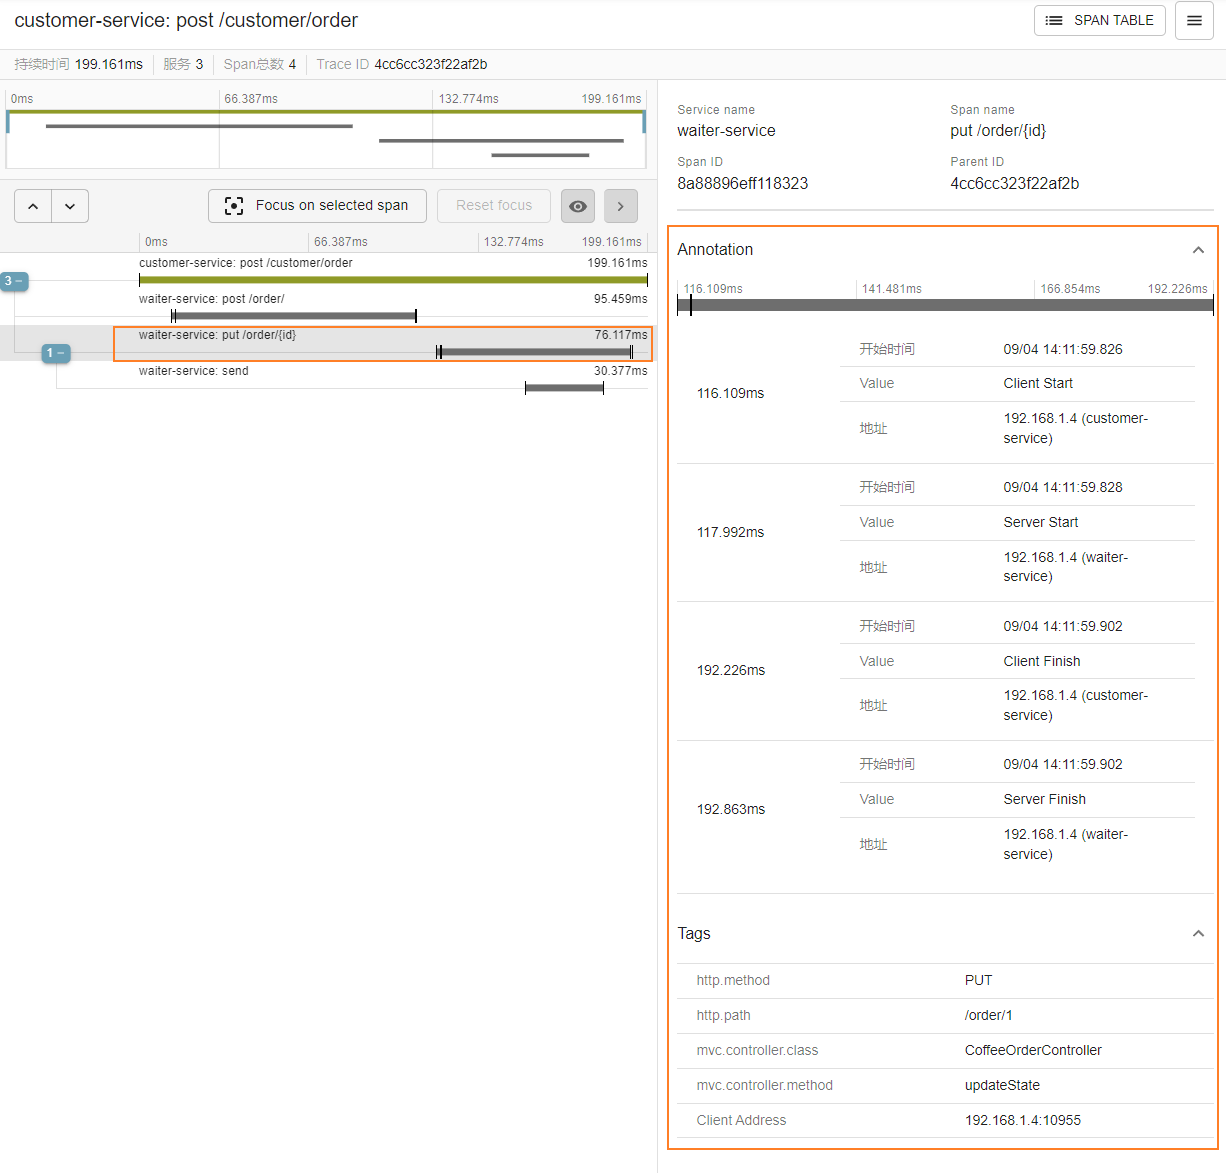 customer-service: post /customer/order
SPAN TABLE
持续时间 199.161ms 服务 3 Span总数 4 Trace ID 4cc6cc323f22af2b
0ms 66.387ms 132.774ms 199.161ms
Focus on selected span Reset focus
0ms 66.387ms 132.774ms 199.161ms
customer-service: post /customer/order 199.161ms
3 −
waiter-service: post /order/ 95.459ms
waiter-service: put /order/{id} 76.117ms
1 −
waiter-service: send 30.377ms
Service name Span name
waiter-service put /order/{id}
Span ID Parent ID
8a88896eff118323 4cc6cc323f22af2b
Annotation
116.109ms 141.481ms 166.854ms 192.226ms
开始时间 09/04 14:11:59.826
116.109ms
Value Client Start
地址 192.168.1.4 (customer-
service)
开始时间 09/04 14:11:59.828
117.992ms
Value Server Start
地址 192.168.1.4 (waiter-
service)
开始时间 09/04 14:11:59.902
192.226ms
Value Client Finish
地址 192.168.1.4 (customer-
service)
开始时间 09/04 14:11:59.902
192.863ms
Value Server Finish
地址 192.168.1.4 (waiter-
service)
Tags
http.method PUT
http.path /order/1
mvc.controller.class CoffeeOrderController
mvc.controller.method updateState
Client Address 192.168.1.4:10955